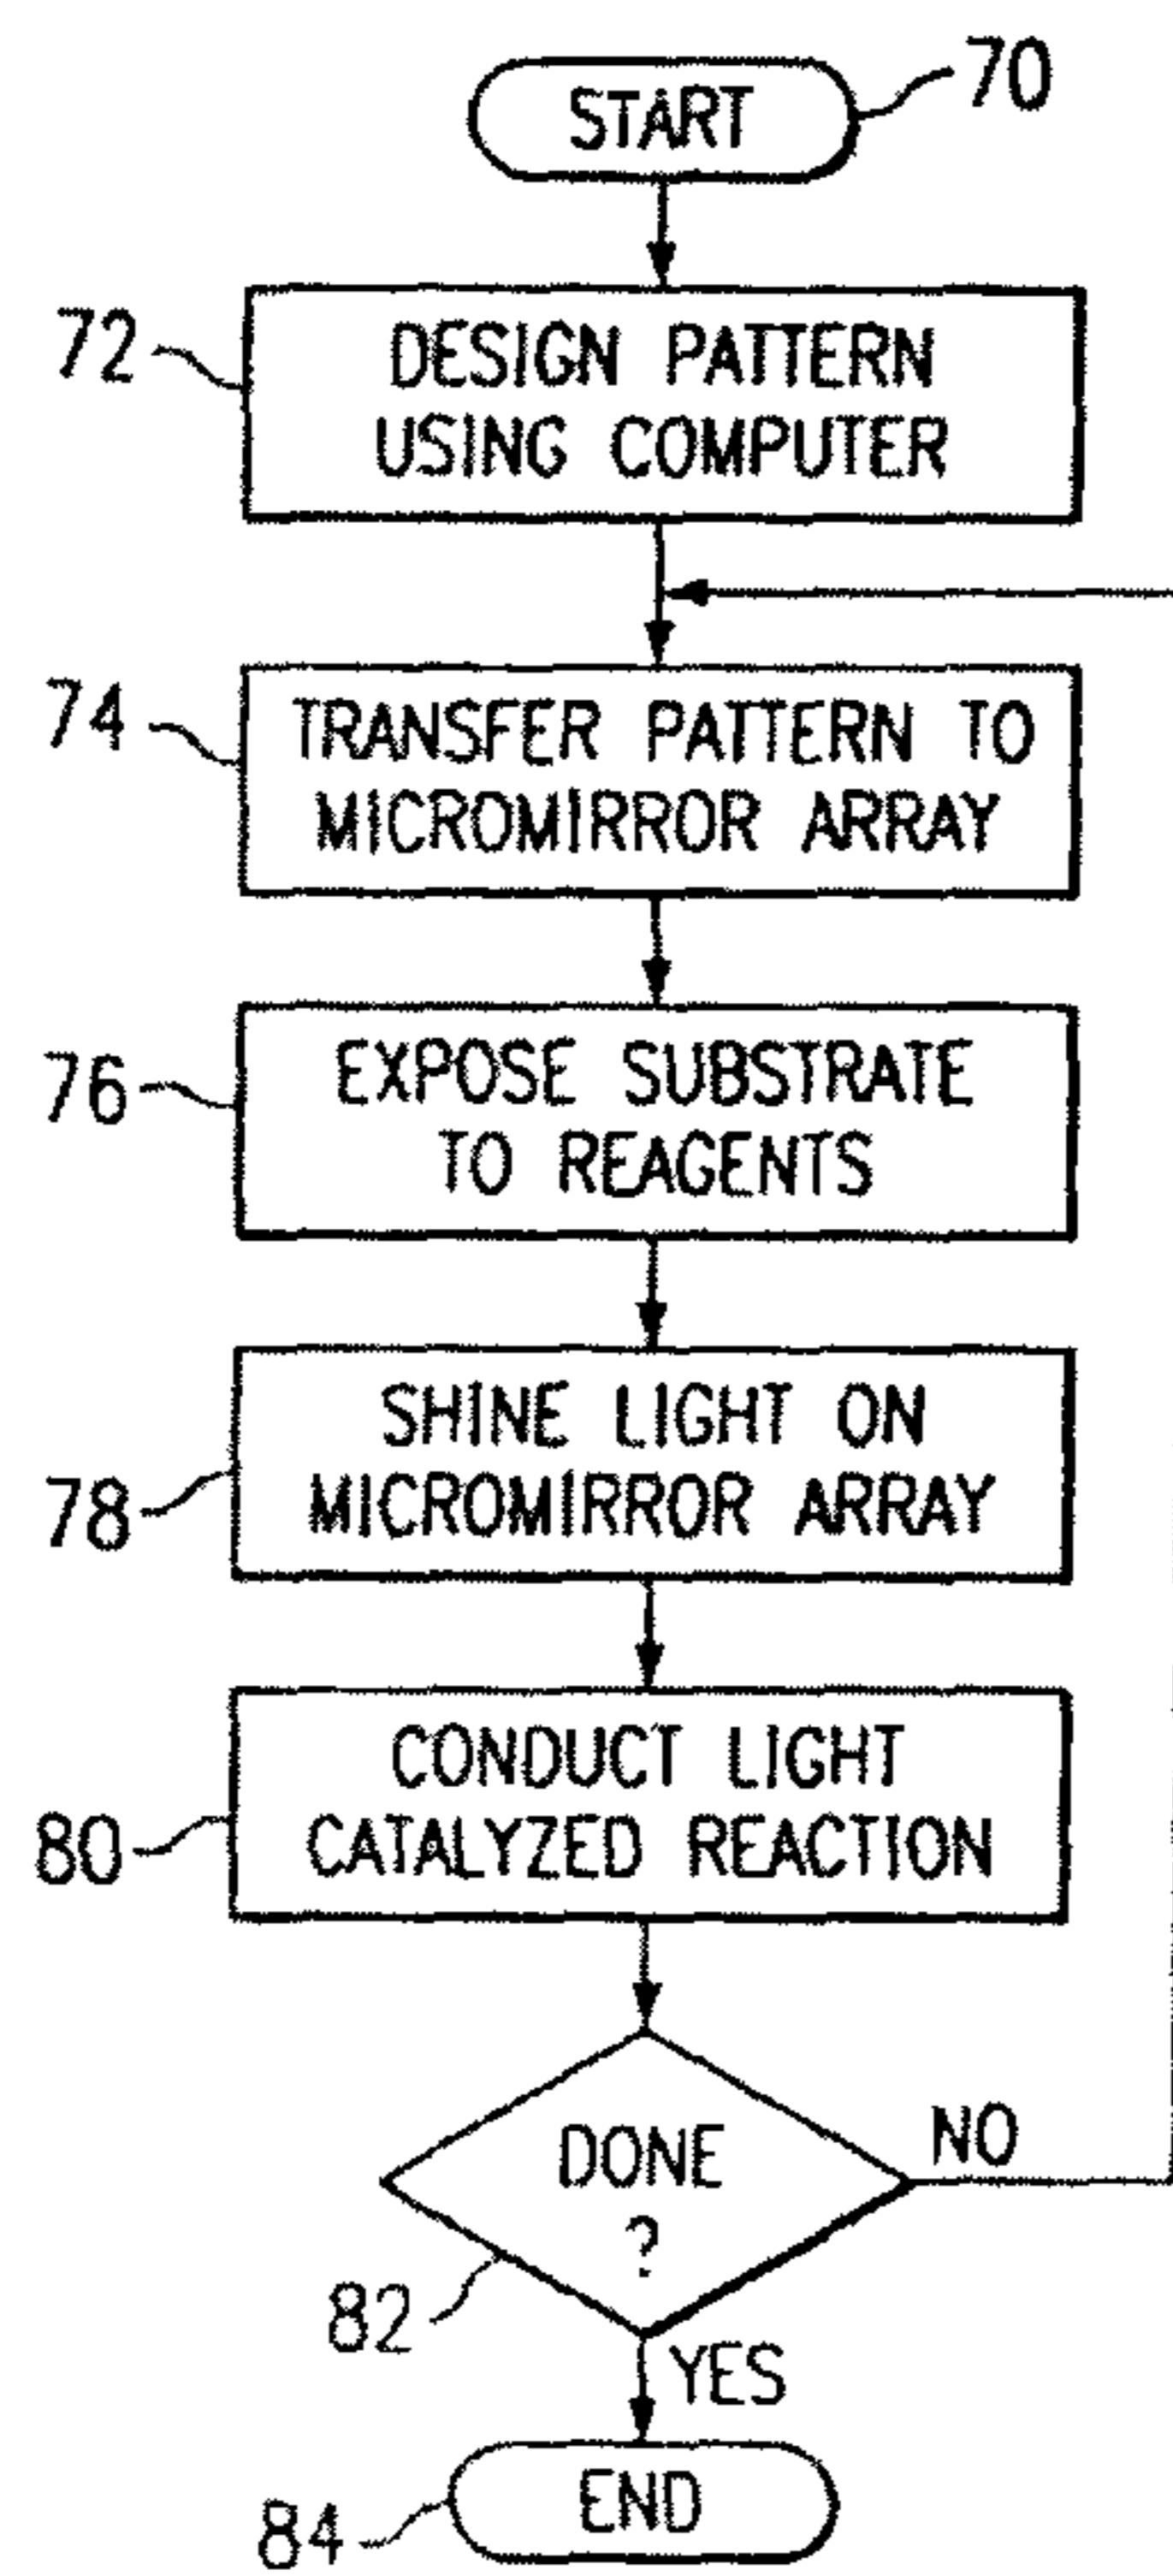 START
70
72
DESIGN PATTERN
USING COMPUTER
74
TRANSFER PATTERN TO
MICROMIRROR ARRAY
76
EXPOSE SUBSTRATE
TO REAGENTS
78
SHINE LIGHT ON
MICROMIRROR ARRAY
80
CONDUCT LIGHT
CATALYZED REACTION
DONE
?
NO
82
YES
END
84